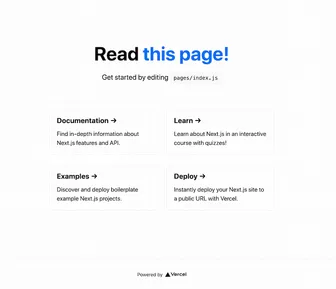 Read this page!
Get started by editing pages/index.js
Documentation →
Find in-depth information about
Next.js features and API.
Learn →
Learn about Next.js in an interactive
course with quizzes!
Examples →
Discover and deploy boilerplate
example Next.js projects.
Deploy →
Instantly deploy your Next.js site to
a public URL with Vercel.
Powered by Vercel